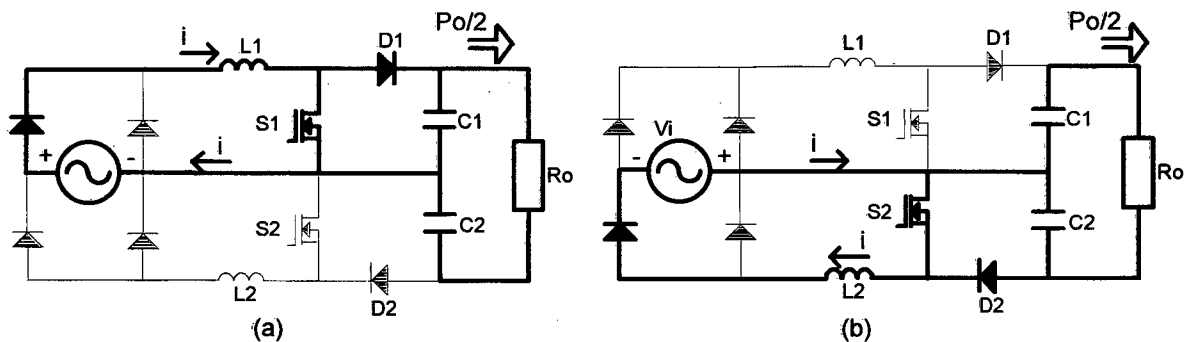 Po/2
i
L1
D1
S1
C1
+
-
i
Ro
S2
C2
L2
D2
(a)
Po/2
L1
D1
S1
C1
Vi
-
+
i
Ro
S2
C2
i
L2
D2
(b)